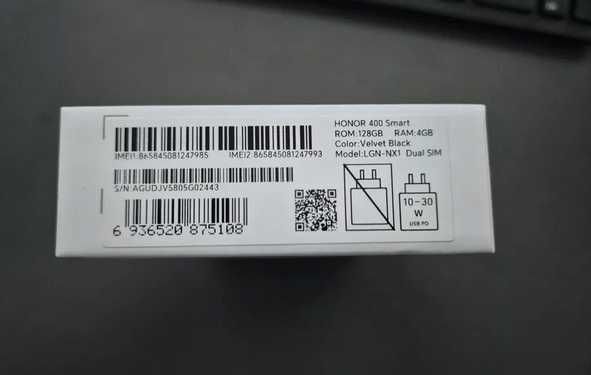 HONOR 400 Smart
ROM:128GB RAM:4GB
Color:Velvet Black
Model:LGN-NX1 Dual SIM
IMEI1:865845081247985 IMEI2:865845081247993
S/N:AGUDJV5805G02443
6 936520 875108
10-30
W
USB PD